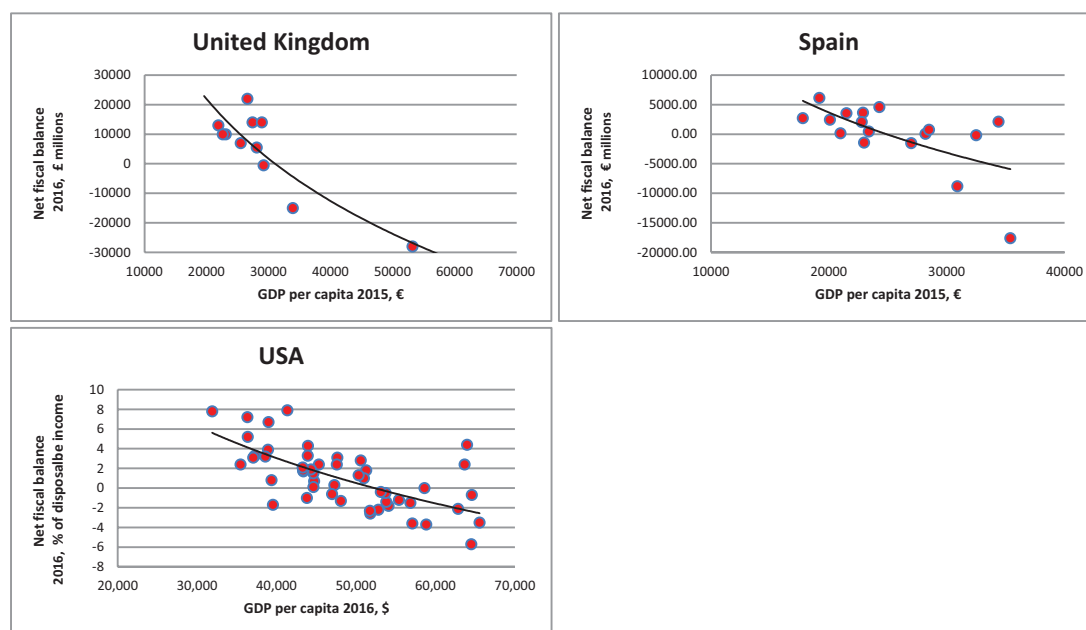 United Kingdom
Net fiscal balance
2016, £ millions
30000
20000
10000
0
-10000
-20000
-30000
10000 20000 30000 40000 50000 60000 70000
GDP per capita 2015, €
Spain
Net fiscal balance
2016, € millions
10000.00
5000.00
0.00
-5000.00
-10000.00
-15000.00
-20000.00
10000 20000 30000 40000
GDP per capita 2015, €
USA
Net fiscal balance
2016, % of disposalbe income
10
8
6
4
2
0
-2
-4
-6
-8
20,000 30,000 40,000 50,000 60,000 70,000
GDP per capita 2016, $